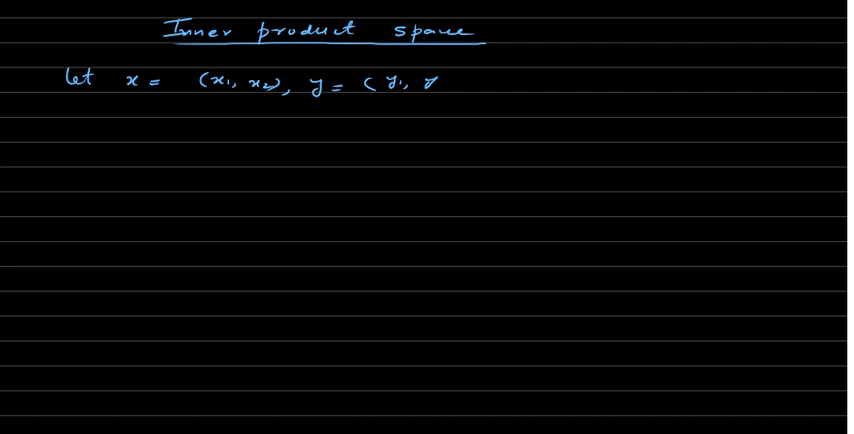 Inner product space
let x = (x₁, x₂), y = (y₁, y